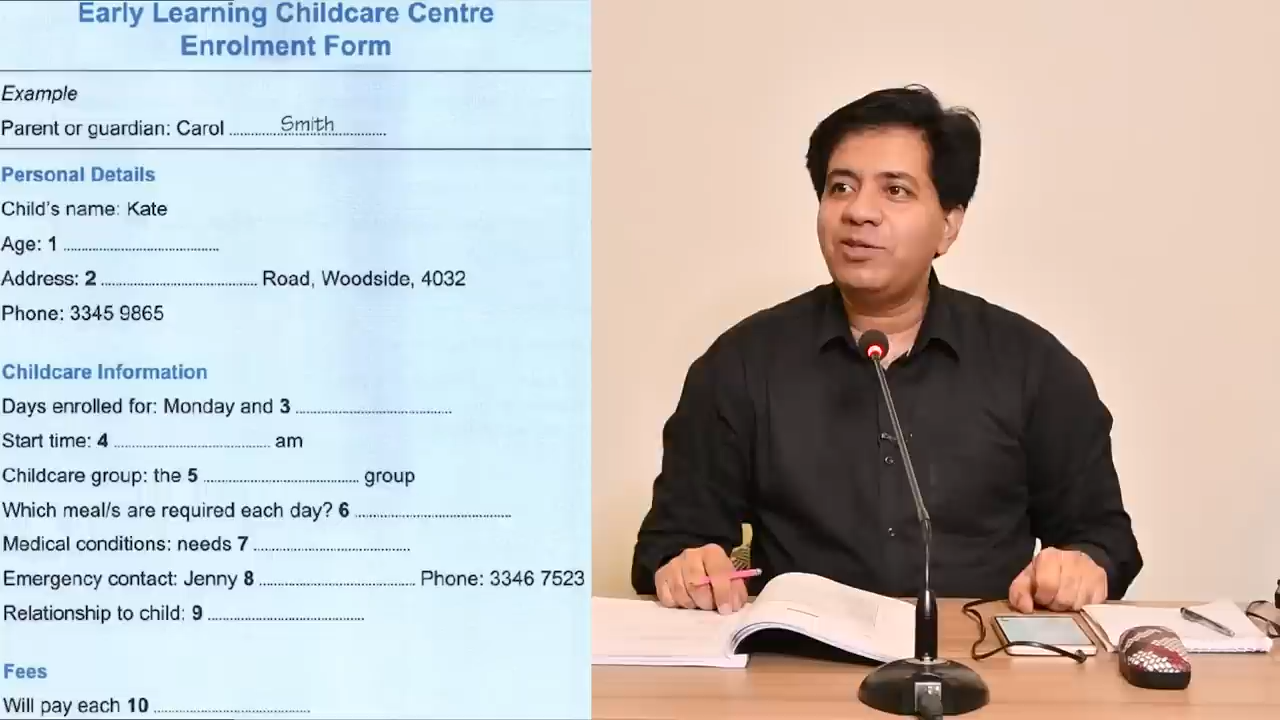 Early Learning Childcare Centre
Enrolment Form
Example
Parent or guardian: Carol ........................ Smith ........................
Personal Details
Child's name: Kate
Age: 1 ................................................
Address: 2 ................................................ Road, Woodside, 4032
Phone: 3345 9865
Childcare Information
Days enrolled for: Monday and 3 ................................................
Start time: 4 ................................................ am
Childcare group: the 5 ................................................ group
Which meal/s are required each day? 6 ................................................
Medical conditions: needs 7 ................................................
Emergency contact: Jenny 8 ................................................ Phone: 3346 7523
Relationship to child: 9 ................................................
Fees
Will pay each 10 ................................................